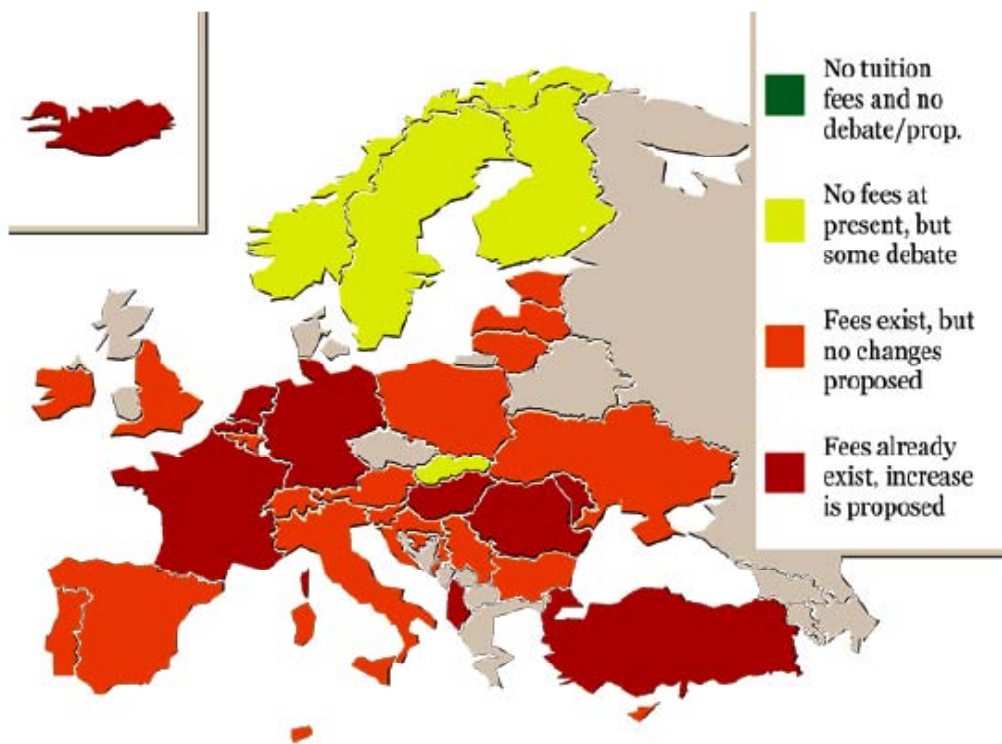 No tuition
fees and no
debate/prop.
No fees at
present, but
some debate
Fees exist, but
no changes
proposed
Fees already
exist, increase
is proposed